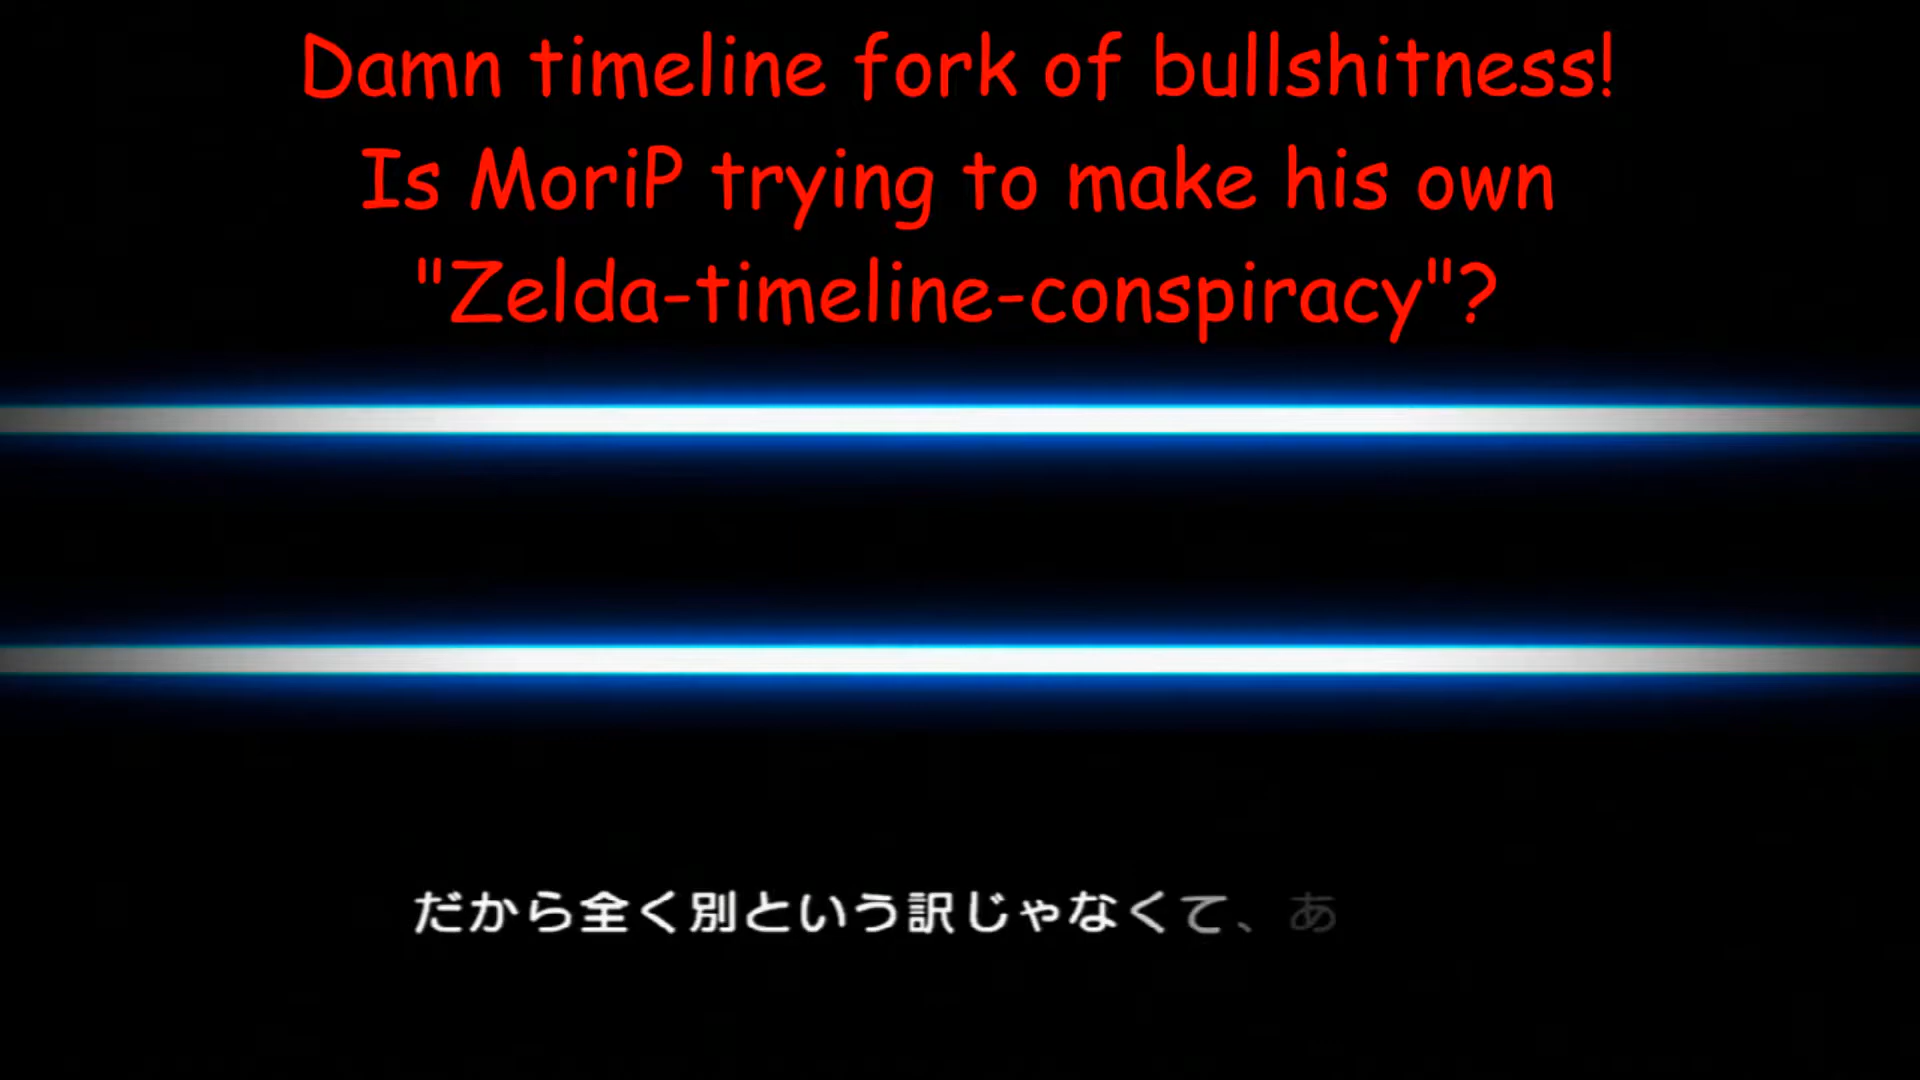 Damn timeline fork of bullshitness!
Is MoriP trying to make his own
"Zelda-timeline-conspiracy"?
だから全く別という訳じゃなくて、あ